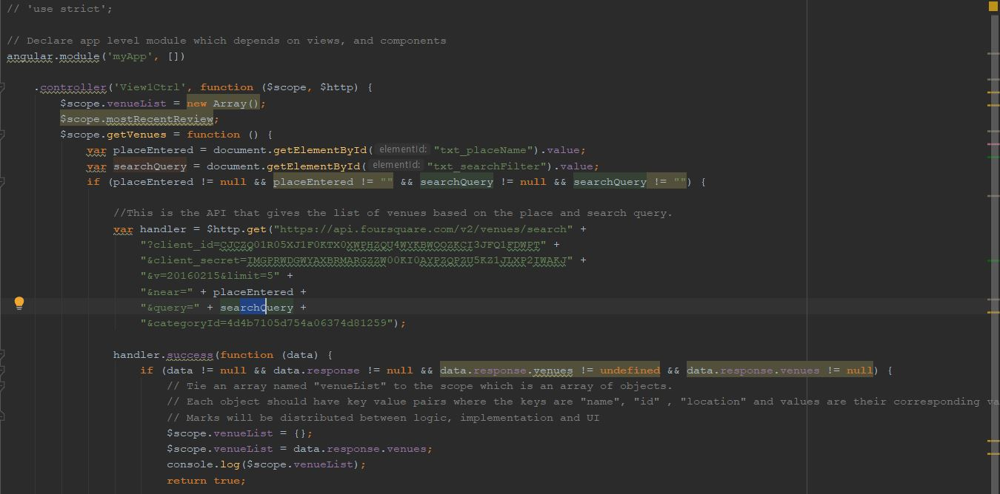 // 'use strict';
// Declare app level module which depends on views, and components
angular.module('myApp', [])
.controller('View1Ctrl', function ($scope, $http) {
$scope.venueList = new Array();
$scope.mostRecentReview;
$scope.getVenues = function () {
var placeEntered = document.getElementById( elementId: "txt_placeName").value;
var searchQuery = document.getElementById( elementId: "txt_searchFilter").value;
if (placeEntered != null && placeEntered != "" && searchQuery != null && searchQuery != "") {
//This is the API that gives the list of venues based on the place and search query.
var handler = $http.get("https://api.foursquare.com/v2/venues/search" +
"?client_id=CJCZQ01R05XJ1F0KTX0XWPHZQU4WYKBWOOZKCI3JFQ1FDWPT" +
"&client_secret=IMGPRWDGWYAXBRMARGZZW00KI0AYPZQPZU5KZ1JLXP2IWAKJ" +
"&v=20160215&limit=5" +
"&near=" + placeEntered +
"&query=" + searchQuery +
"&categoryId=4d4b7105d754a06374d81259");
handler.success(function (data) {
if (data != null && data.response != null && data.response.venues != undefined && data.response.venues != null) {
// Tie an array named "venueList" to the scope which is an array of objects.
// Each object should have key value pairs where the keys are "name", "id" , "location" and values are their corresponding va
// Marks will be distributed between logic, implementation and UI
$scope.venueList = {};
$scope.venueList = data.response.venues;
console.log($scope.venueList);
return true;